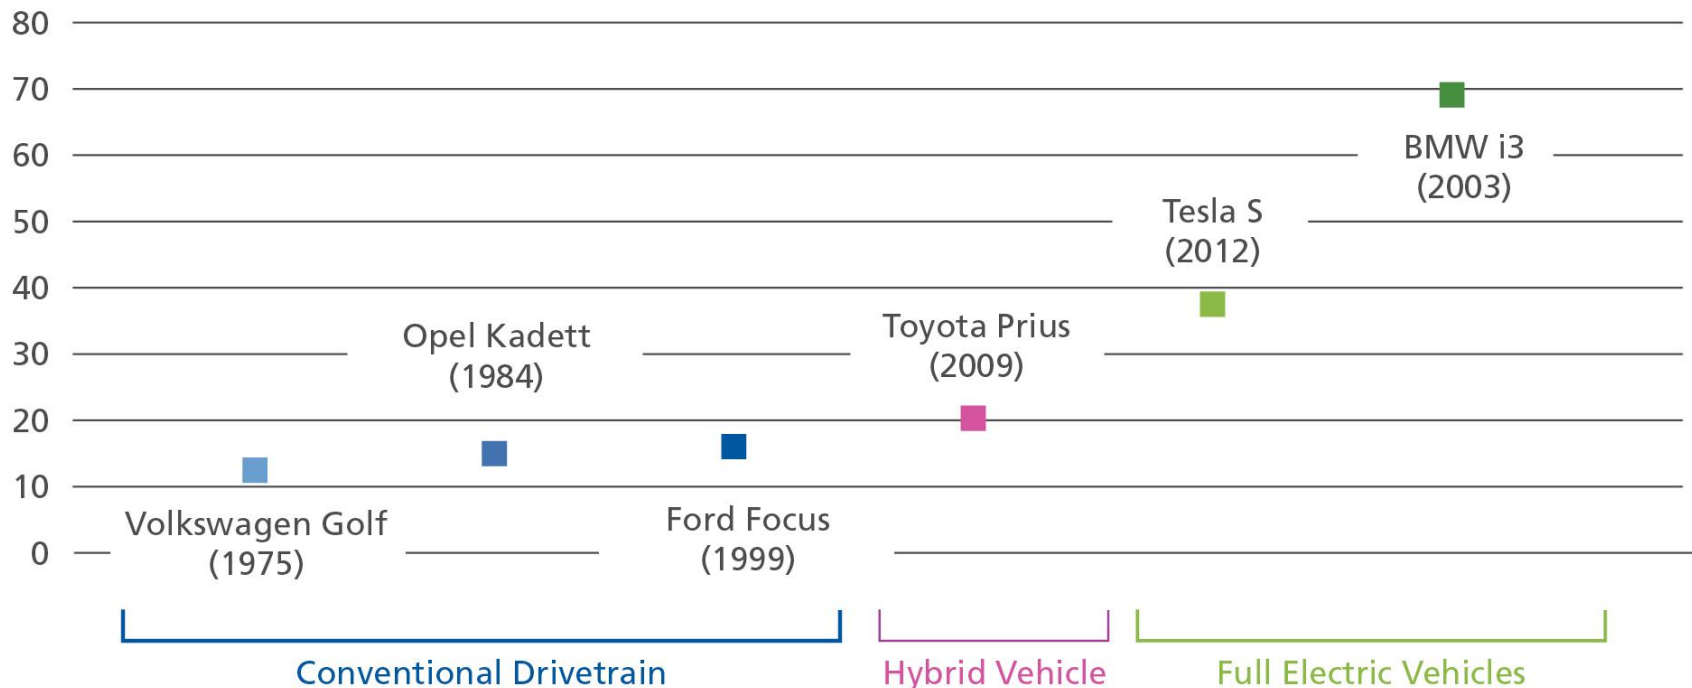 80
70
60
50
40
30
20
10
0
Volkswagen Golf
(1975)
Opel Kadett
(1984)
Ford Focus
(1999)
Toyota Prius
(2009)
Tesla S
(2012)
BMW i3
(2003)
Conventional Drivetrain
Hybrid Vehicle
Full Electric Vehicles